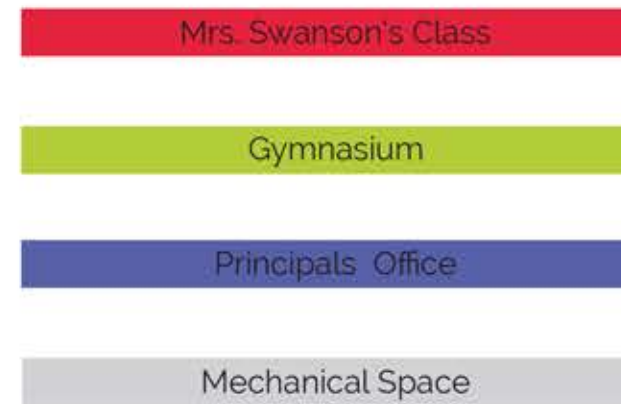 Mrs. Swanson's Class
Gymnasium
Principals  Office
Mechanical Space